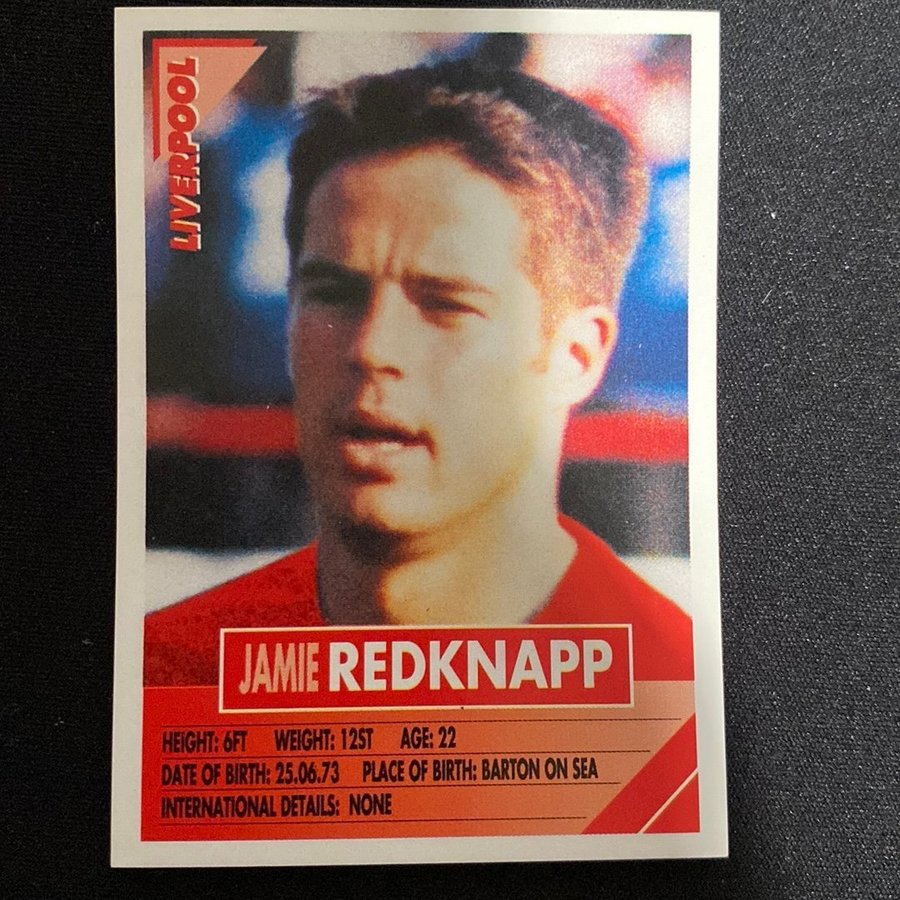 LIVERPOOL
JAMIE REDKNAPP
HEIGHT: 6FT WEIGHT: 12ST AGE: 22
DATE OF BIRTH: 25.06.73 PLACE OF BIRTH: BARTON ON SEA
INTERNATIONAL DETAILS: NONE